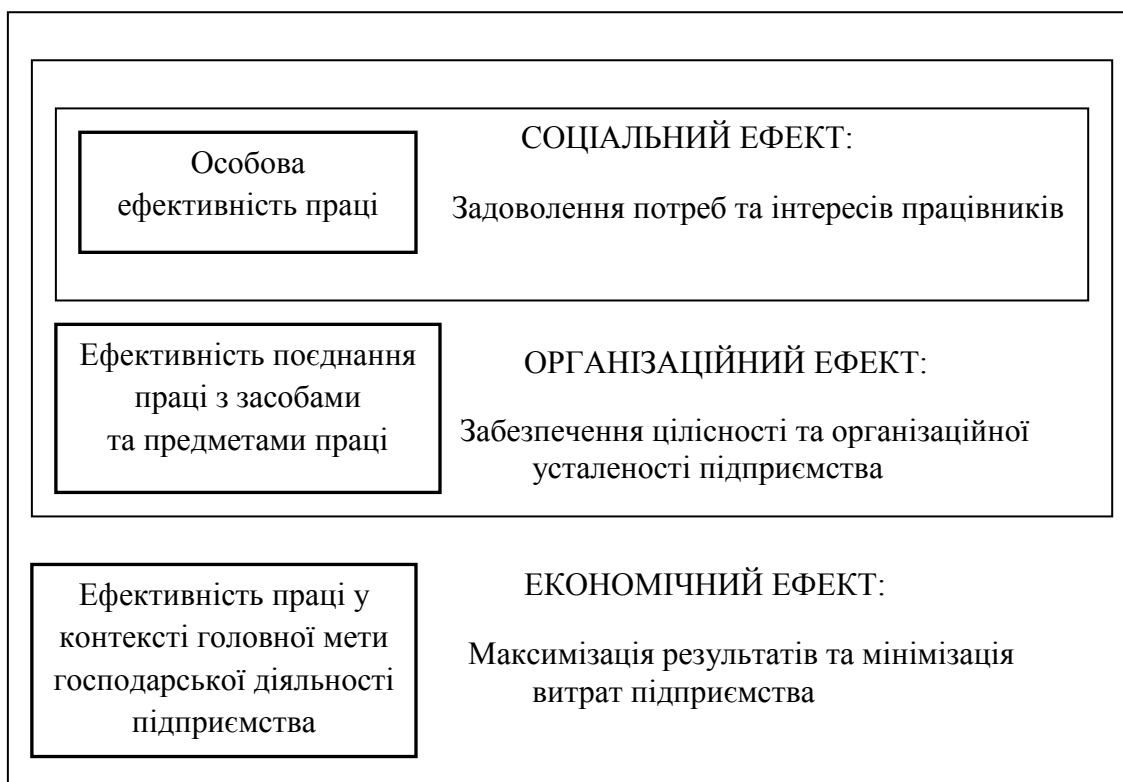 Особова
ефективність праці
СОЦІАЛЬНИЙ ЕФЕКТ:
Задоволення потреб та інтересів працівників
Ефективність поєднання
праці з засобами
та предметами праці
ОРГАНІЗАЦІЙНИЙ ЕФЕКТ:
Забезпечення цілісності та організаційної
усталеності підприємства
Ефективність праці у
контексті головної мети
господарської діяльності
підприємства
ЕКОНОМІЧНИЙ ЕФЕКТ:
Максимізація результатів та мінімізація
витрат підприємства